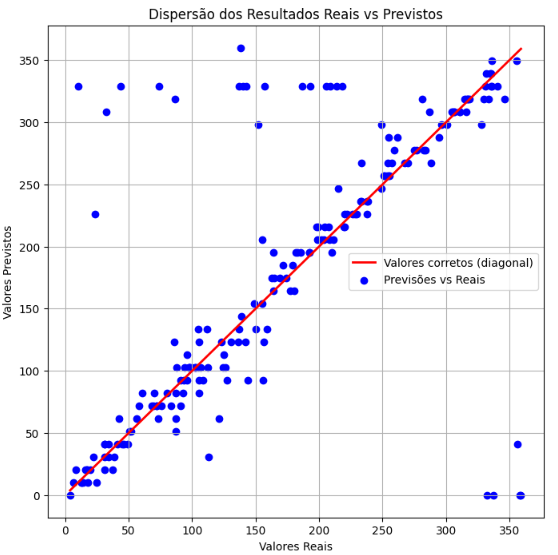 Dispersão dos Resultados Reais vs Previstos
Valores Previstos
350
300
250
200
150
100
50
0
Valores corretos (diagonal)
Previsões vs Reais
0 50 100 150 200 250 300 350
Valores Reais